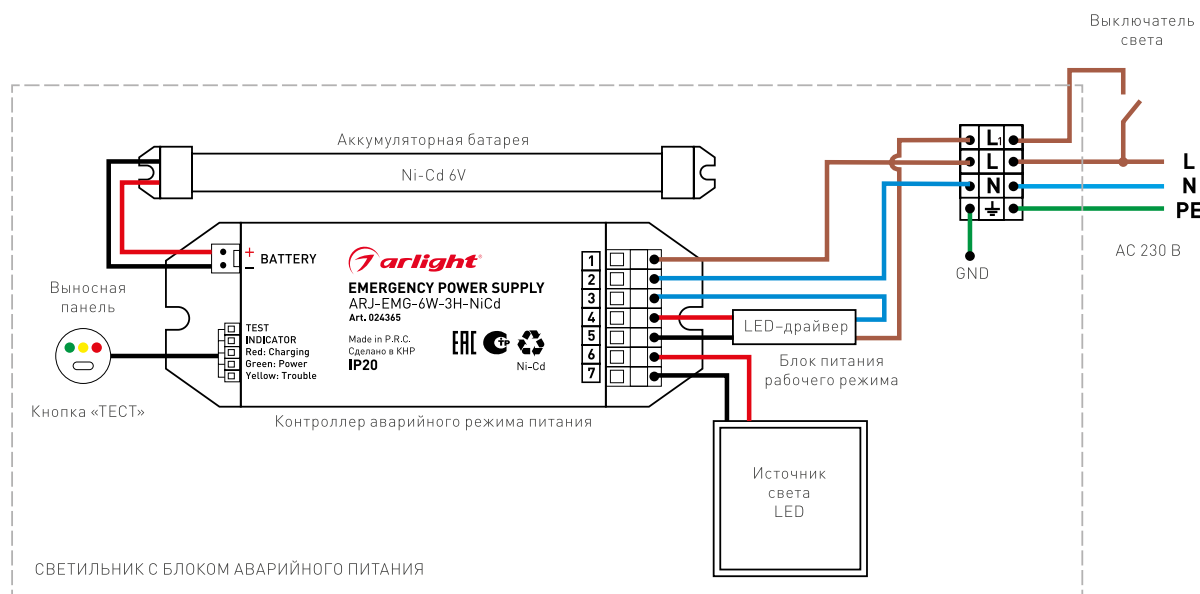 Выключатель
света
Аккумуляторная батарея
Ni-Cd 6V
L1
L
N
L
N
PE
AC 230 В
GND
Выносная
панель
Кнопка «ТЕСТ»
+
–
BATTERY
TEST
INDICATOR
Red: Charging
Green: Power
Yellow: Trouble
arlight®
EMERGENCY POWER SUPPLY
ARJ-EMG-6W-3H-NiCd
Art. 024365
Made in P.R.C.
Сделано в КНР
IP20
EAC
Ni-Cd
1
2
3
4
5
6
7
LED-драйвер
Блок питания
рабочего режима
Контроллер аварийного режима питания
Источник
света
LED
СВЕТИЛЬНИК С БЛОКОМ АВАРИЙНОГО ПИТАНИЯ